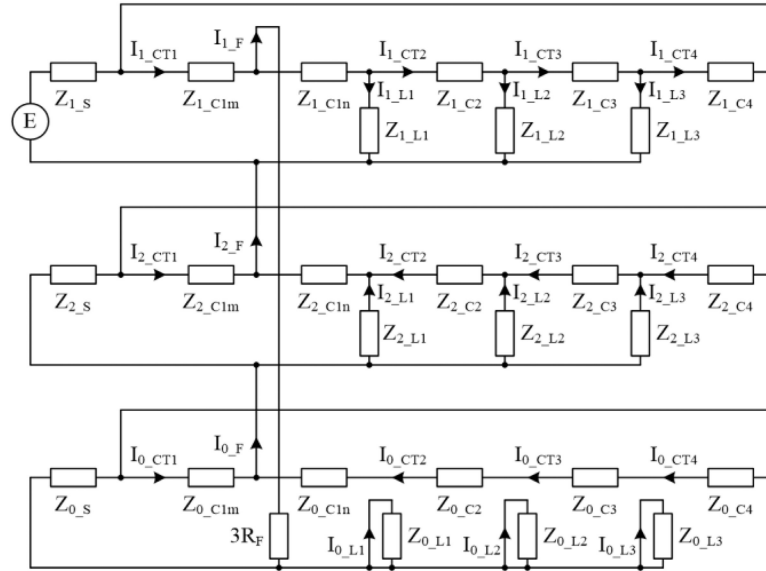 I1_F
I1_CT1 I1_CT2 I1_CT3 I1_CT4
Z1_S Z1_C1m Z1_C1n I1_L1 Z1_C2 I1_L2 Z1_C3 I1_L3 Z1_C4
E Z1_L1 Z1_L2 Z1_L3
I2_F
I2_CT1 I2_CT2 I2_CT3 I2_CT4
Z2_S Z2_C1m Z2_C1n I2_L1 Z2_C2 I2_L2 Z2_C3 I2_L3 Z2_C4
Z2_L1 Z2_L2 Z2_L3
I0_F
I0_CT1 I0_CT2 I0_CT3 I0_CT4
Z0_S Z0_C1m Z0_C1n Z0_C2 Z0_C3 Z0_C4
3RF I0_L1 Z0_L1 I0_L2 Z0_L2 I0_L3 Z0_L3